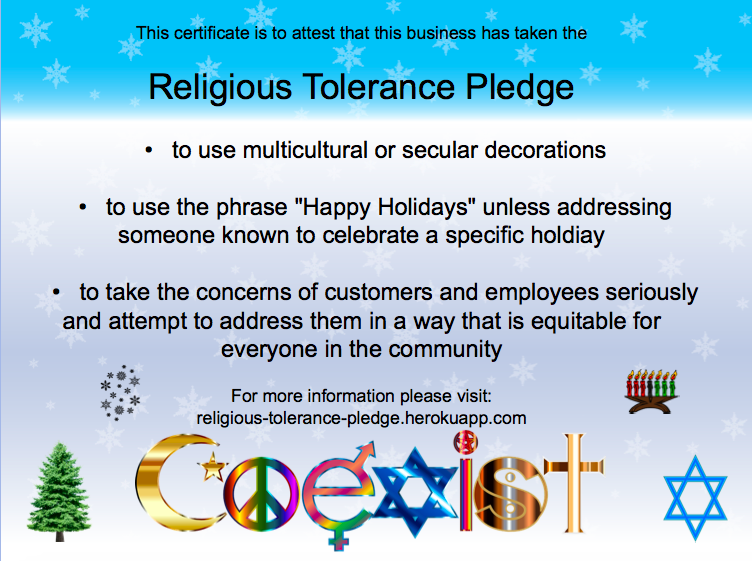 This certificate is to attest that this business has taken the
Religious Tolerance Pledge
• to use multicultural or secular decorations
• to use the phrase "Happy Holidays" unless addressing
someone known to celebrate a specific holdiay
• to take the concerns of customers and employees seriously
and attempt to address them in a way that is equitable for
everyone in the community
For more information please visit:
religious-tolerance-pledge.herokuapp.com
Coexist